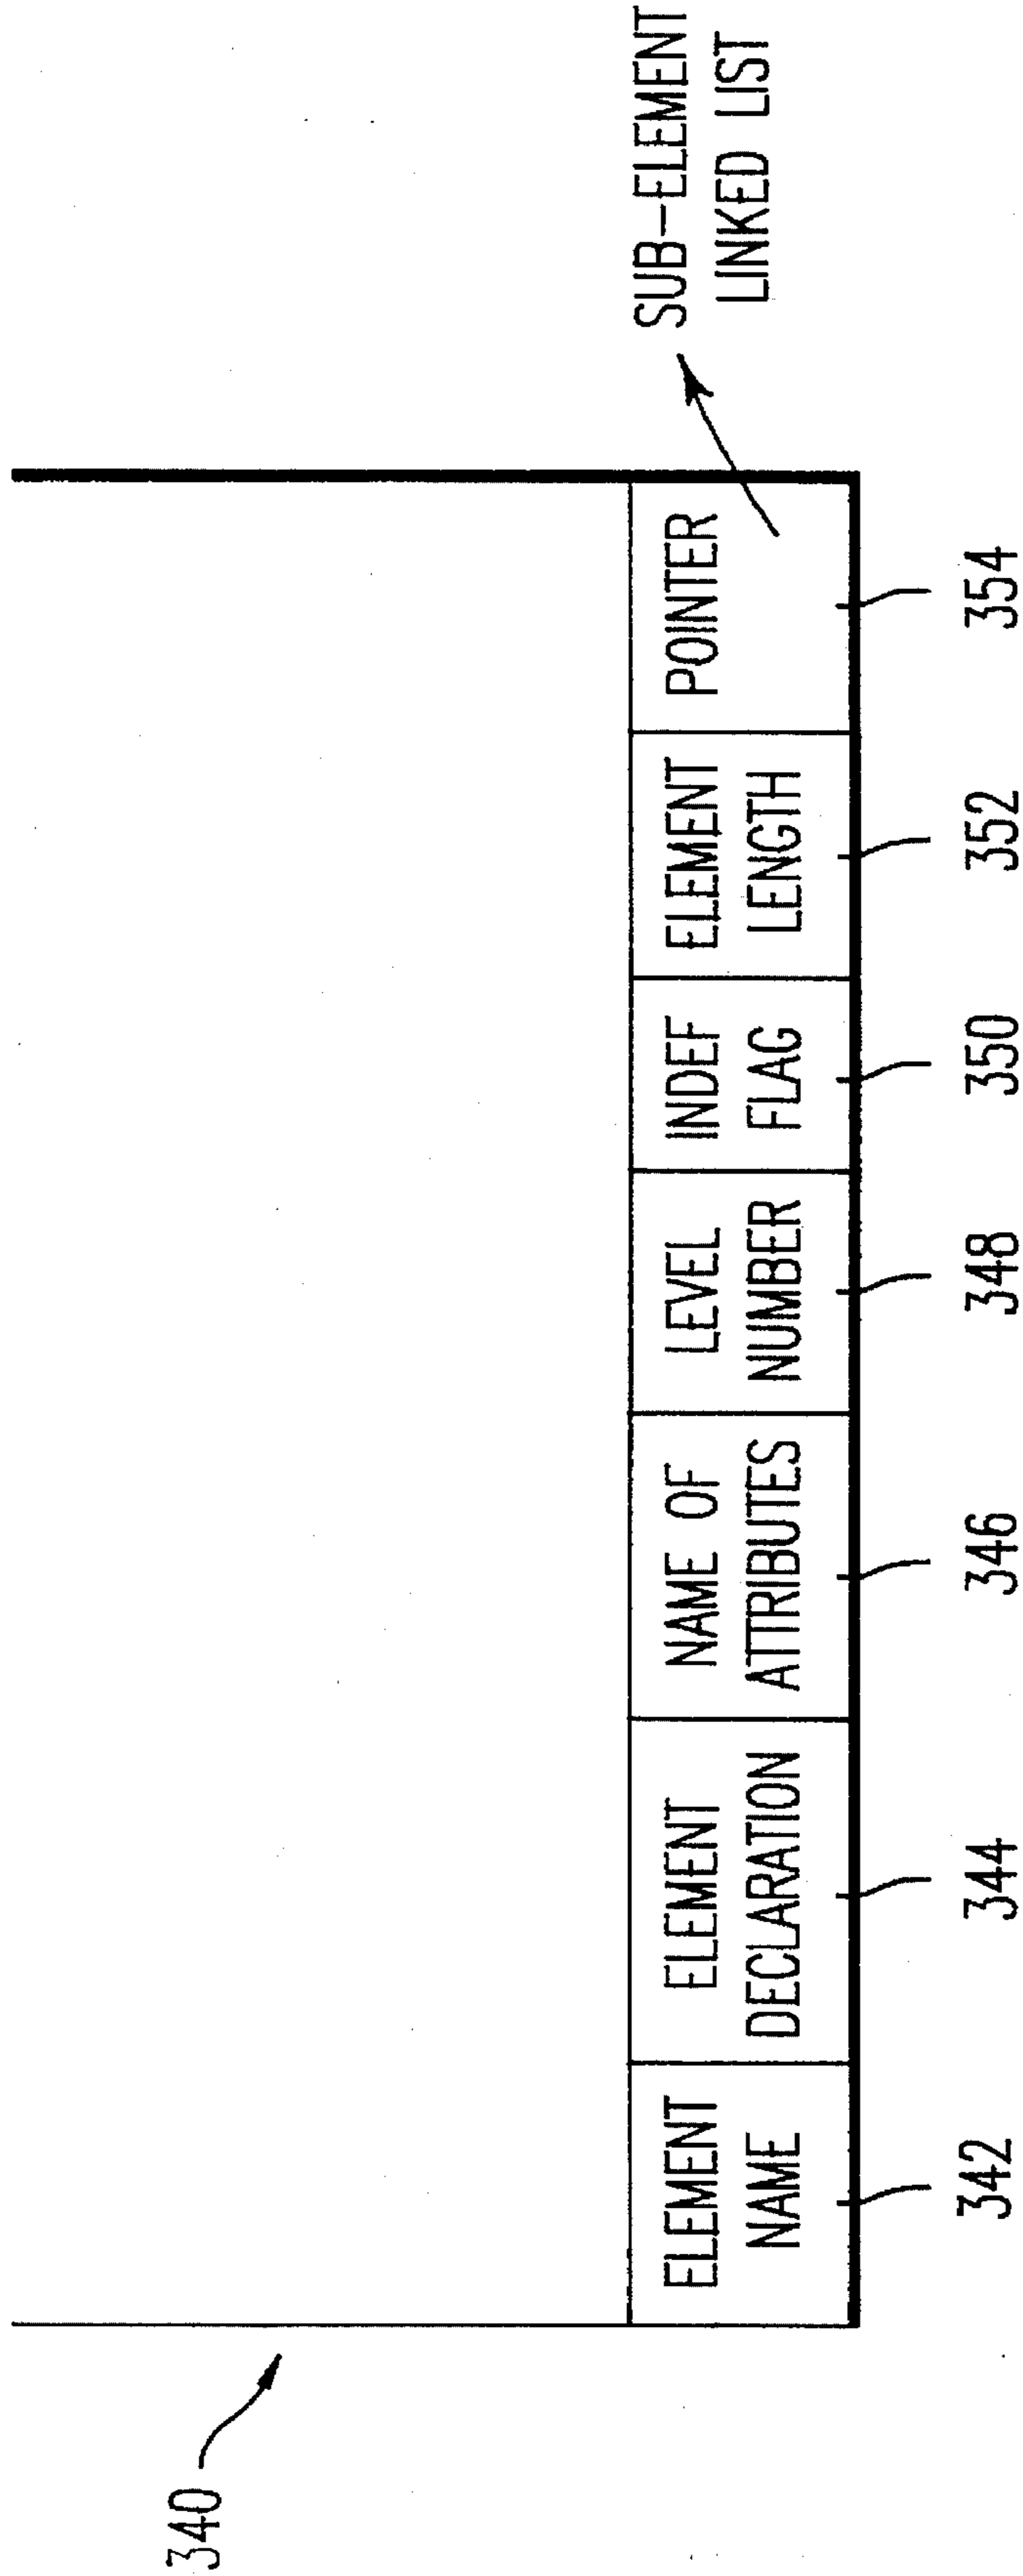 340
SUB-ELEMENT
LINKED LIST
ELEMENT
NAME
ELEMENT
DECLARATION
NAME OF
ATTRIBUTES
LEVEL
NUMBER
INDEF
FLAG
ELEMENT
LENGTH
POINTER
342
344
346
348
350
352
354